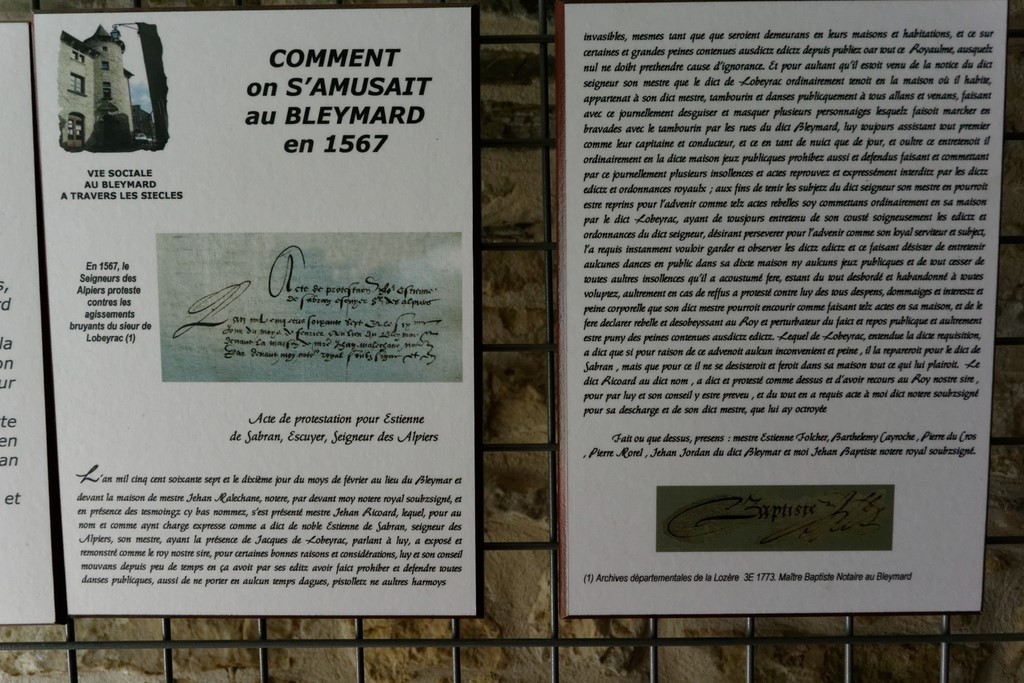 COMMENT
on S'AMUSAIT
au BLEYMARD
en 1567
VIE SOCIALE
AU BLEYMARD
A TRAVERS LES SIECLES
En 1567, le
Seigneurs des
Alpiers proteste
contres les
agissements
bruyants du sieur de
Lobeyrac (1)
Acte de protestation pour Estienne
de Sabran, Escuyer, Seigneur des Alpiers
L'an mil cinq cent soixante sept et le dixième jour du moys de février au lieu du Bleymar et
devant la maison de mestre Jehan Malechane, notere, par devant moy notere royal soubzsigné, et
en présence des tesmoingz cy bas nommez, s'est présenté mestre Jehan Ricoard, lequel, pour au
nom et comme aynt charge expresse comme a dict de noble Estienne de Sabran, seigneur des
Alpiers, son mestre, ayant la présence de Jacques de Lobeyrac, parlant à luy, a exposé et
remonstré comme le roy nostre sire, pour certaines bonnes raisons et considérations, luy et son conseil
mouvans depuis peu de temps en ça avoit par ses editz avoir faict prohiber et defendre toutes
danses publicques, aussi de ne porter en aulcun temps dagues, pistolletz ne aultres harmoys
invasibles, mesmes tant que que seroient demeurans en leurs maisons et habitations, et ce sur
certaines et grandes peines contenues ausdictz edictz depuis publiez oar tout ce Royaulme, ausquelz
nul ne doibt prethendre cause d'ignorance. Et pour aultant qu'il estoit venu de la notice du dict
seigneur son mestre que le dict de Lobeyrac ordinairement tenoit en la maison où il habite,
appartenat à son dict mestre, tambourin et danses publicquement à tous allans et venans, faisant
avec ce journellement desguiser et masquer plusieurs personnaiges lesquelz faisoit marcher en
bravades avec le tambourin par les rues du dict Bleymard, luy toujours assistant tout premier
comme leur capitaine et conducteur, et ce en tant de nuict que de jour, et oultre ce entretenoit il
ordinairement en la dicte maison jeuz publicques prohibez aussi et defendus faisant et commettant
par ce journellement plusieurs insollences et actes reprouvez et expressément interditz par les dictz
edictz et ordonnances royaulx ; aux fins de tenir les subjetz du dict seigneur son mestre en pourroit
estre reprins pour l'advenir comme telz actes rebelles soy commettans ordinairement en sa maison
par le dict Lobeyrac, ayant de tousjours entretenu de son cousté soigneusement les edictz et
ordonnances du dict seigneur, désirant perseverer pour l'advenir comme son loyal serviteur et subject,
l'a requis instanment vouloir garder et observer les dictz edictz et ce faisant désister de entretenir
aulcunes dances en public dans sa dixte maison ny aulcuns jeuz publicques et de tout cesser de
toutes aultres insollences qu'il a acoustumé fere, estant du tout desbordé et habandonné à toutes
voluptez, aultrement en cas de reffus a protesté contre luy des tous despens, dommaiges et interestz et
peine corporelle que son dict mestre pourroit encourir comme faisant telz actes en sa maison, et de le
fere declarer rebelle et desobeyssant au Roy et perturbateur du faict et repos publicque et aultrement
estre puny des peines contenues ausdictz edictz. Lequel de Lobeyrac, entendue la dicte requisition,
a dict que si pour raison de ce advenoit aulcun inconvenient et peine , il la repareroit pour le dict de
Sabran , mais que pour ce il ne se desisteroit et feroit dans sa maison tout ce qui luy plairoit. Le
dict Ricoard au dict nom , a dict et protesté comme dessus et d'avoir recours au Roy nostre sire ,
pour par luy et son conseil y estre preveu , et du tout en a requis acte à moi dict notere soubzsigné
pour sa descharge et de son dict mestre, que lui ay octroyée
Fait ou que dessus, presens : mestre Estienne Folcher, Barthelemy Cayroche , Pierre du Cros
, Pierre Morel , Jehan Jordan du dict Bleymar et moi Jehan Baptiste notere royal soubzsigné.
Baptiste
(1) Archives départementales de la Lozère 3E 1773. Maître Baptiste Notaire au Bleymard